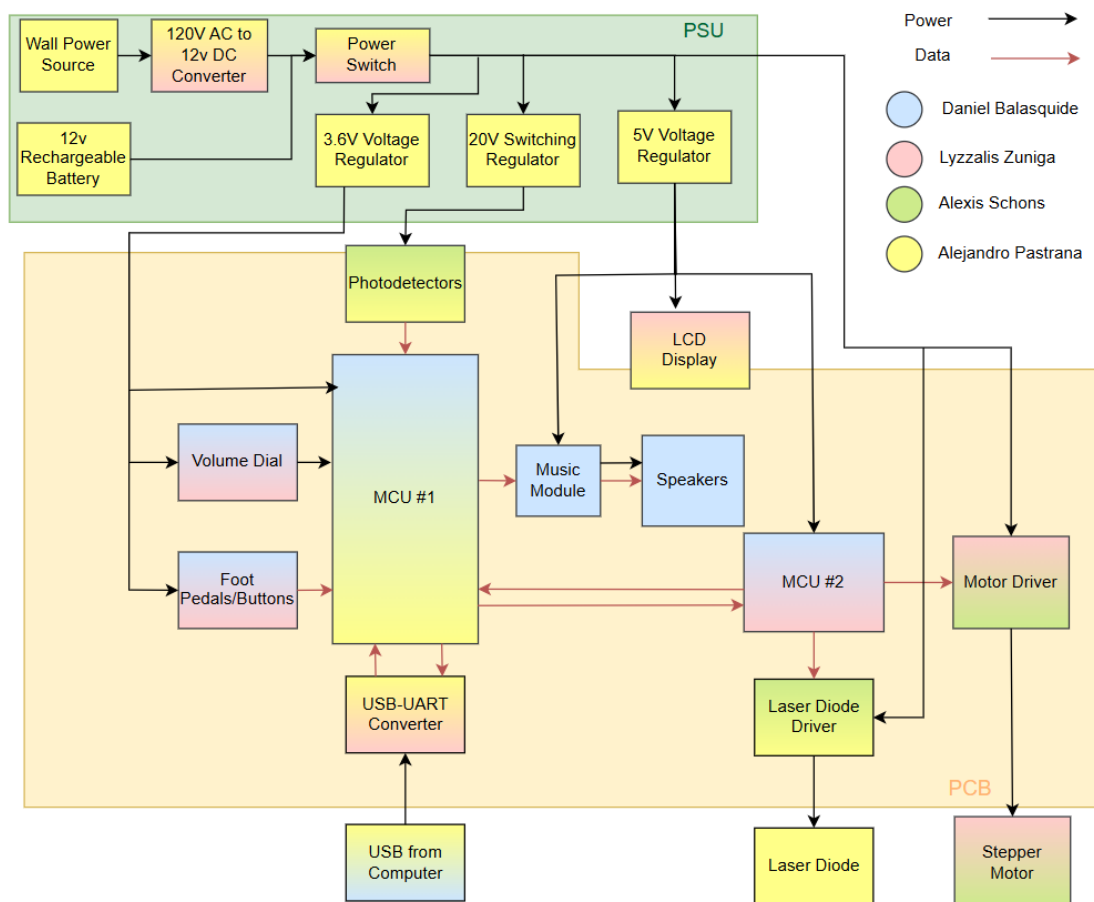 PSU
Power
Data
Wall Power
Source
120V AC to
12v DC
Converter
Power
Switch
12v
Rechargeable
Battery
3.6V Voltage
Regulator
20V Switching
Regulator
5V Voltage
Regulator
Daniel Balasquide
Lyzzalis Zuniga
Alexis Schons
Alejandro Pastrana
Photodetectors
LCD
Display
Volume Dial
MCU #1
Music
Module
Speakers
Foot
Pedals/Buttons
MCU #2
Motor Driver
USB-UART
Converter
Laser Diode
Driver
PCB
USB from
Computer
Laser Diode
Stepper
Motor